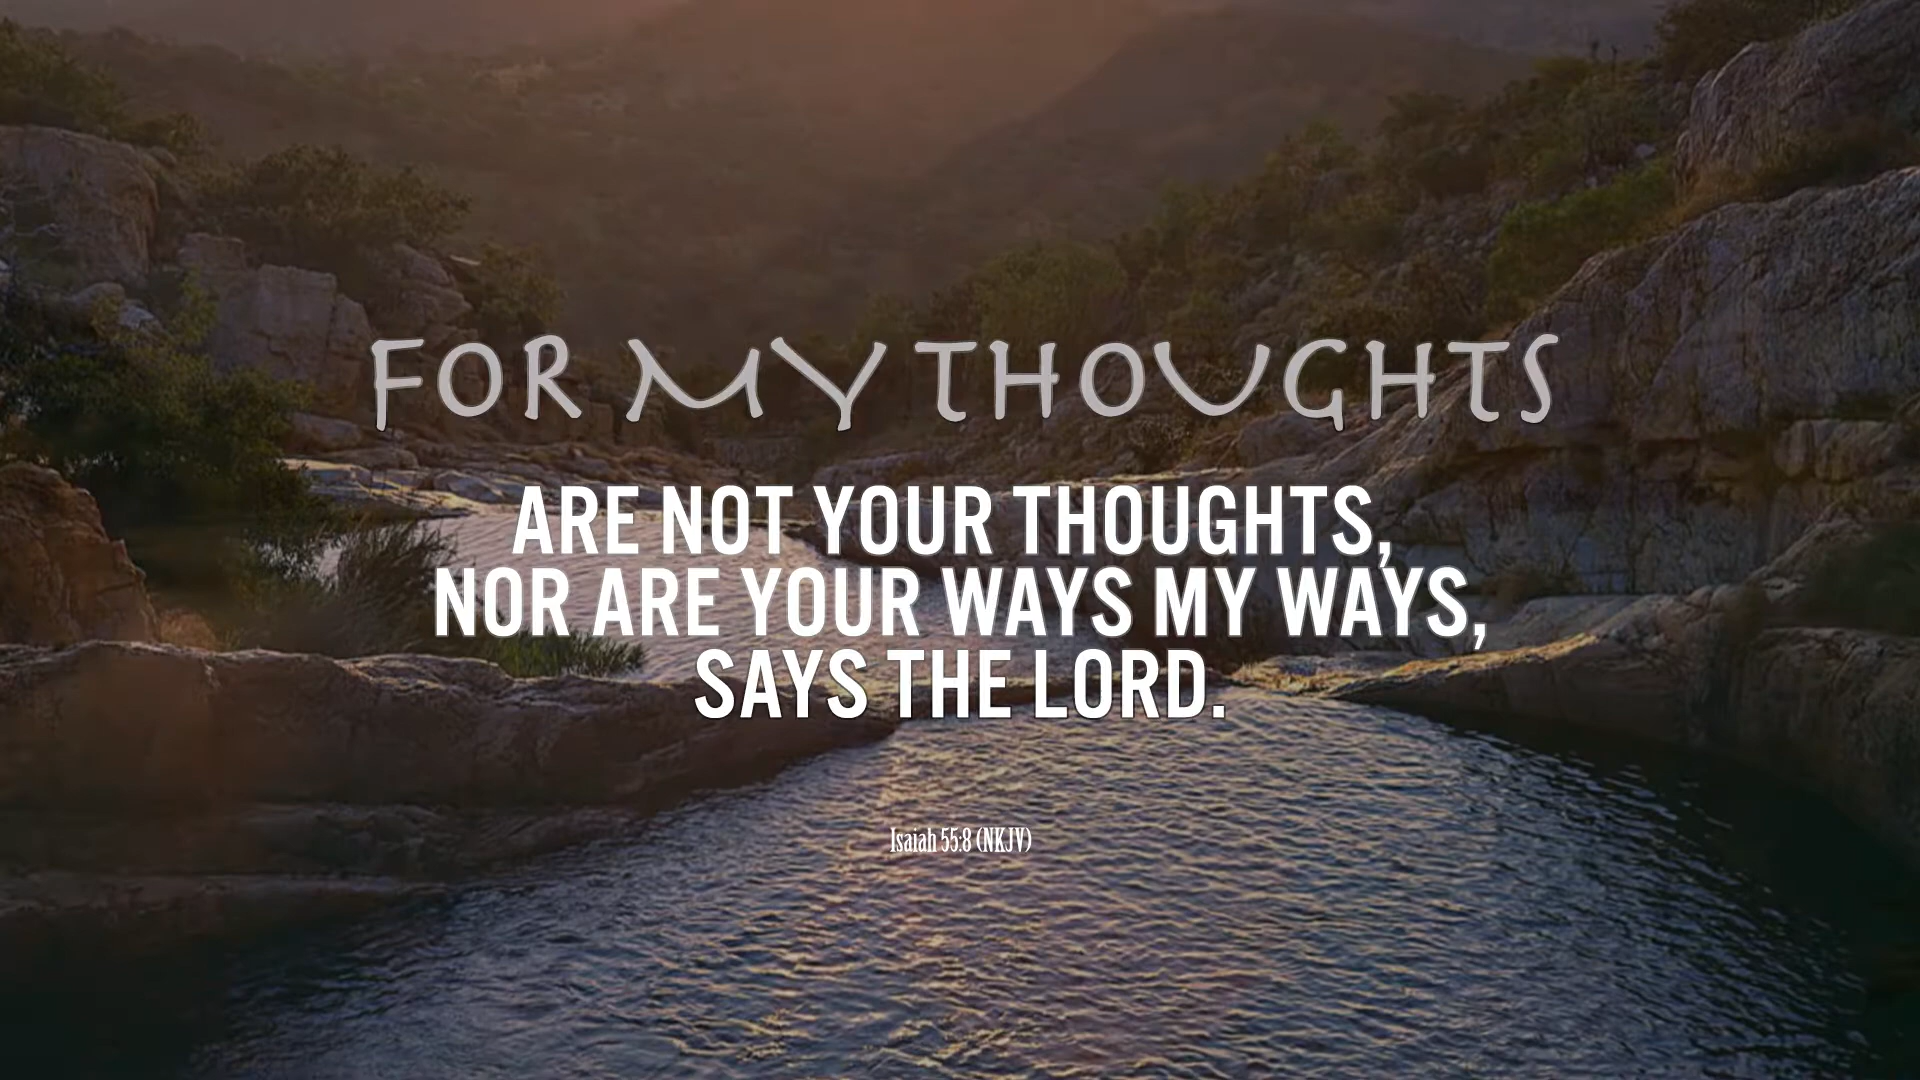 FOR MY THOUGHTS
ARE NOT YOUR THOUGHTS,
NOR ARE YOUR WAYS MY WAYS,
SAYS THE LORD.
Isaiah 55:8 (NKJV)